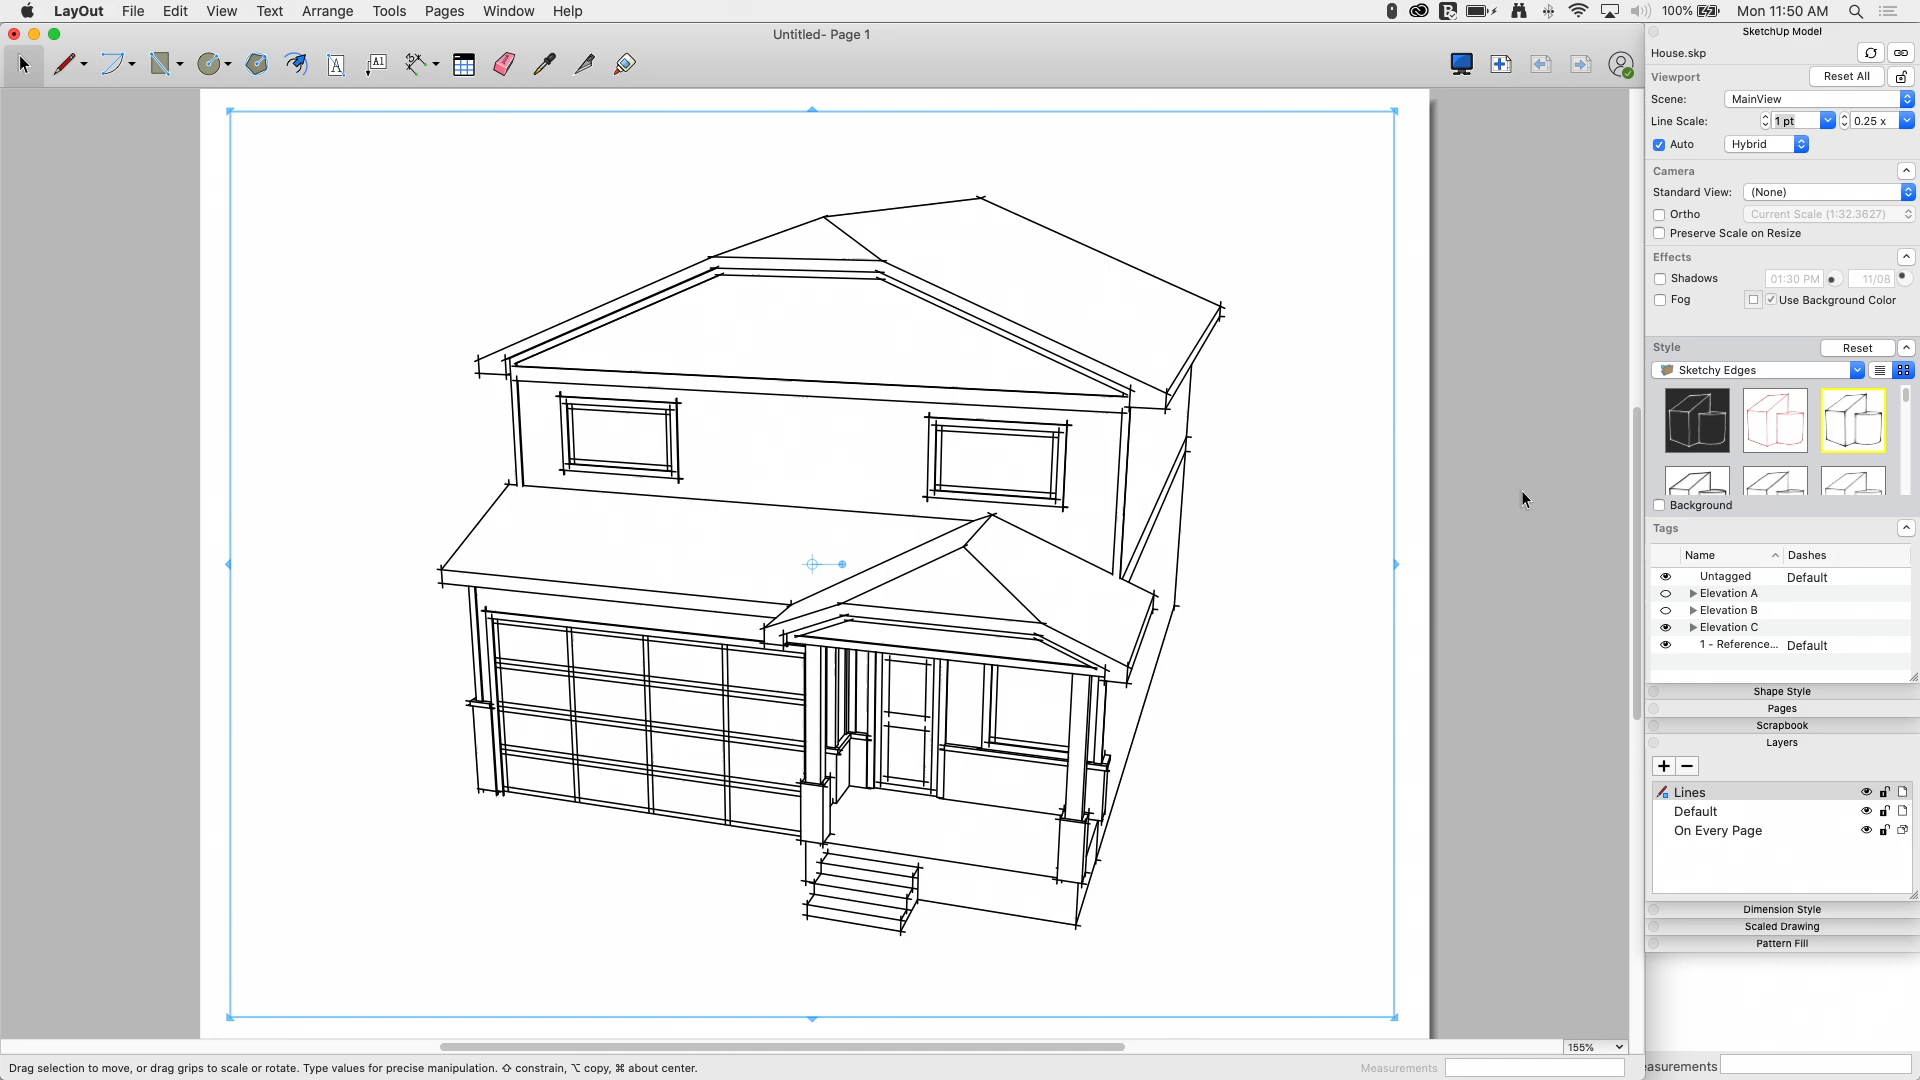 LayOut File Edit View Text Arrange Tools Pages Window Help 100% Mon 11:50 AM
Untitled- Page 1
SketchUp Model
House.skp
Viewport Reset All
Scene: MainView
Line Scale: 1 pt 0.25 x
Auto Hybrid
Camera
Standard View: (None)
Ortho Current Scale (1:32.3627)
Preserve Scale on Resize
Effects
Shadows 01:30 PM 11/08
Fog Use Background Color
Style Reset
Sketchy Edges
Background
Tags
Name Dashes
Untagged Default
Elevation A
Elevation B
Elevation C
1 - Reference... Default
Shape Style
Pages
Scrapbook
Layers
Lines
Default
On Every Page
Dimension Style
Scaled Drawing
Pattern Fill
155%
Drag selection to move, or drag grips to scale or rotate. Type values for precise manipulation. ⇧ constrain, ⌥ copy, ⌘ about center. Measurements
easurements